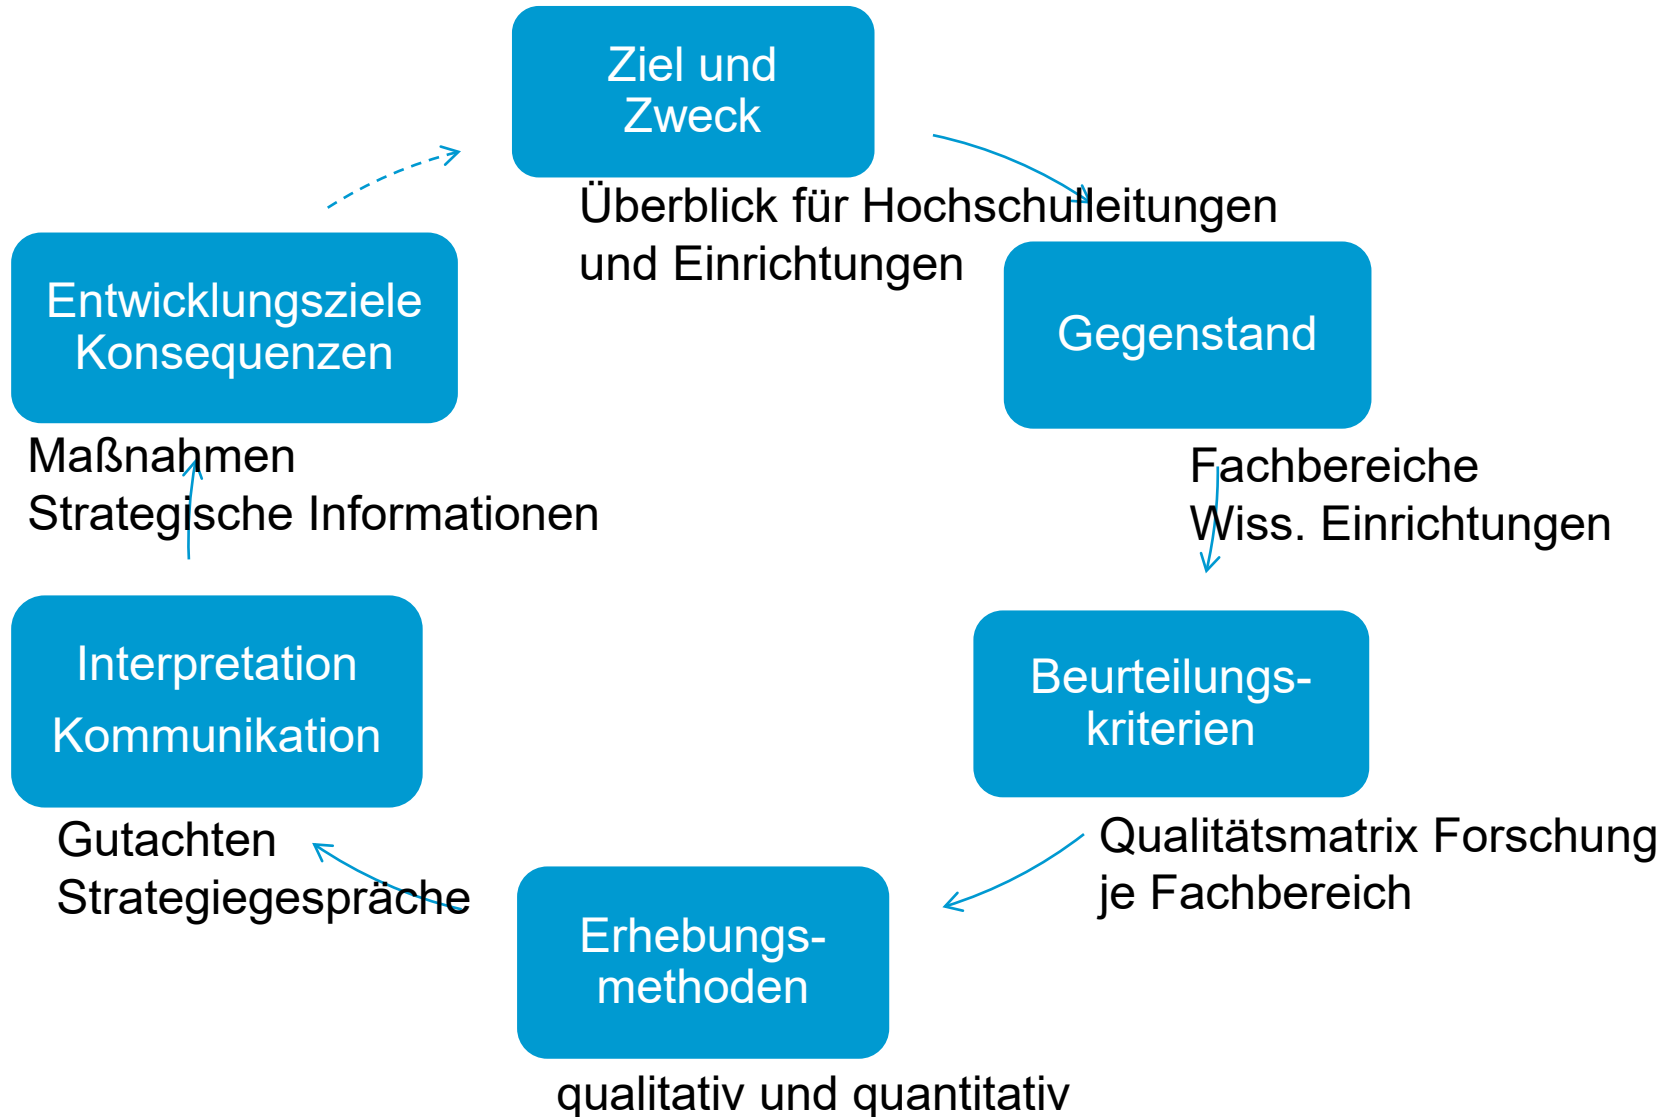 Ziel und
Zweck
Überblick für Hochschulleitungen
und Einrichtungen
Gegenstand
Fachbereiche
Wiss. Einrichtungen
Beurteilungs-
kriterien
Qualitätsmatrix Forschung
je Fachbereich
Erhebungs-
methoden
qualitativ und quantitativ
Interpretation
Kommunikation
Gutachten
Strategiegespräche
Entwicklungsziele
Konsequenzen
Maßnahmen
Strategische Informationen